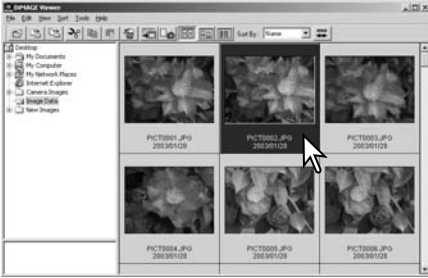 DiMAGE Viewer
File Edit View Sort Tools Help
Sort By: Name
Desktop
My Documents
My Computer
My Network Places
Internet Explorer
Camera Images
Image Data
New Images
PICT0001.JPG PICT0002.JPG PICT0003.JPG
2003/01/28 2003/01/28 2003/01/28
PICT0004.JPG PICT0005.JPG PICT0006.JPG
2003/01/28 2003/01/28 2003/01/28